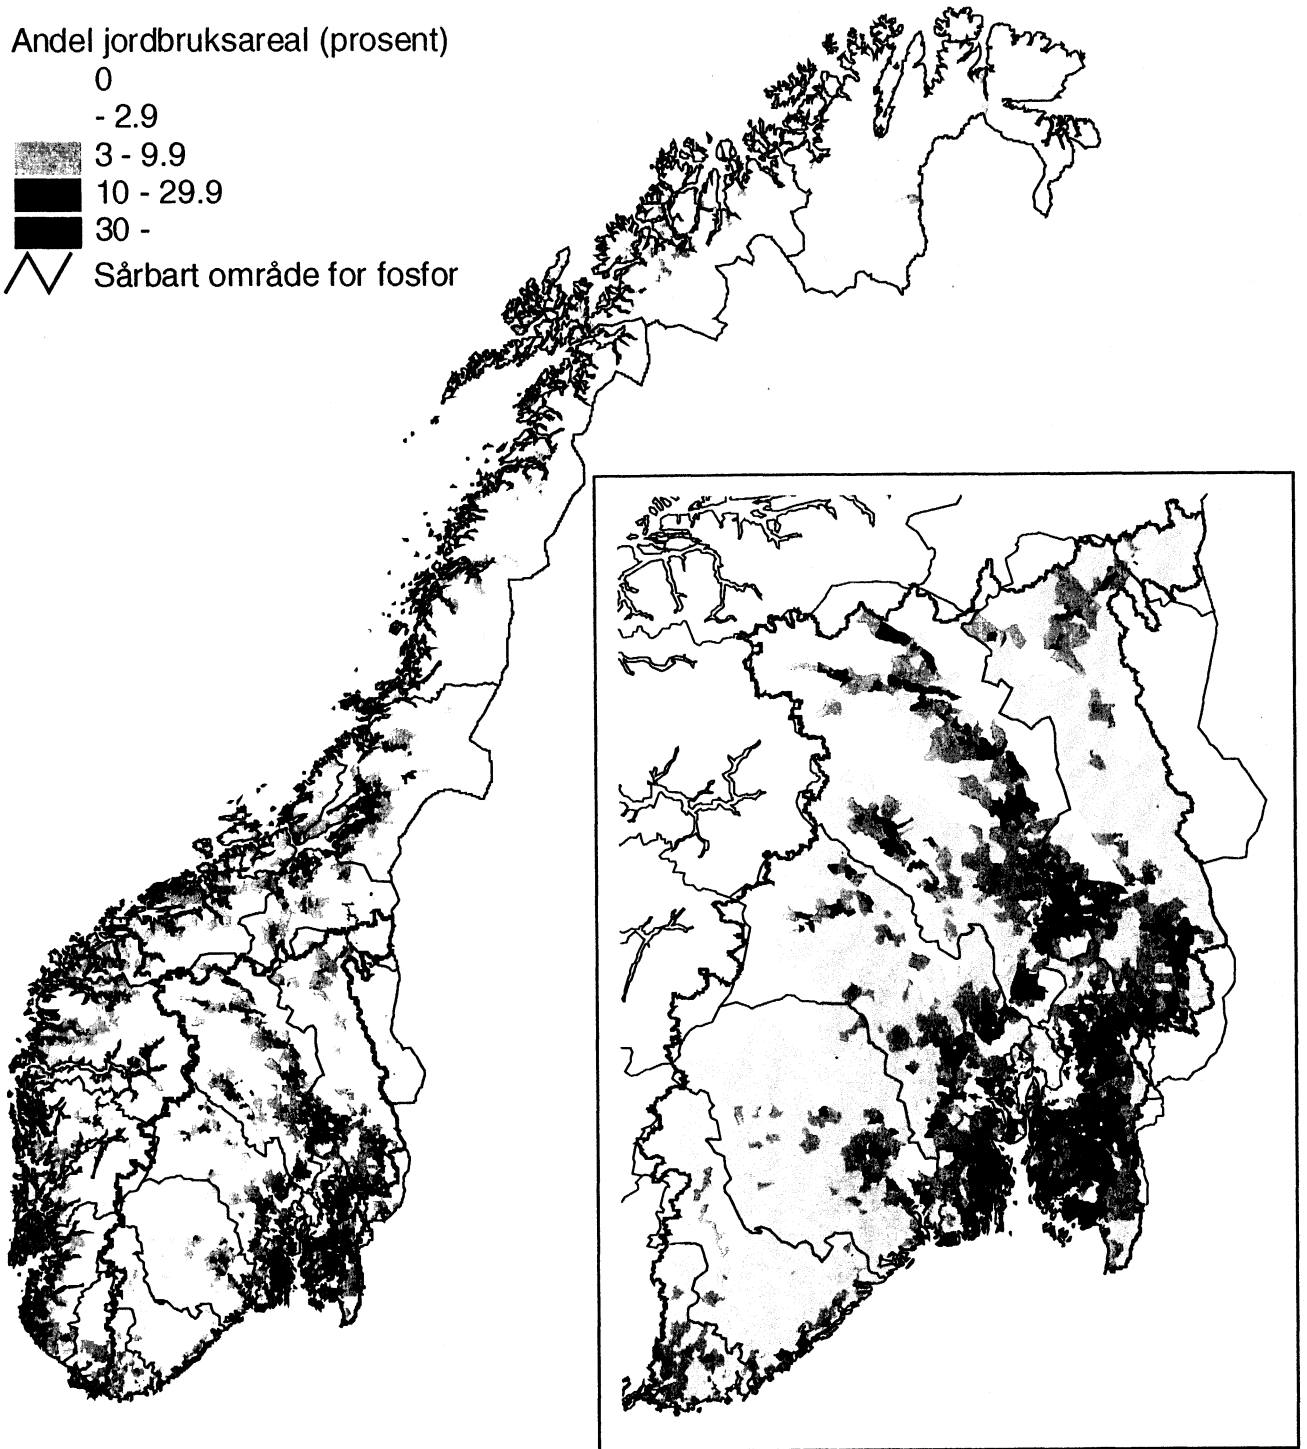 Andel jordbruksareal (prosent)
0
- 2.9
3 - 9.9
10 - 29.9
30 -
Sårbart område for fosfor